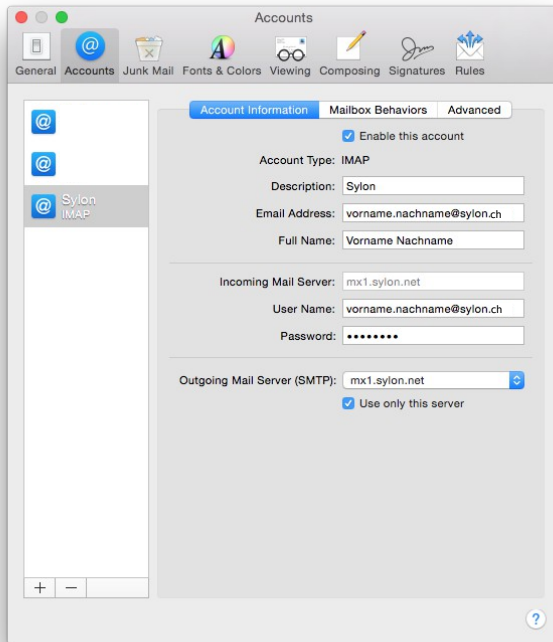 Accounts
General Accounts Junk Mail Fonts & Colors Viewing Composing Signatures Rules
Account Information Mailbox Behaviors Advanced
Enable this account
Account Type: IMAP
Description: Sylon
Email Address: vorname.nachname@sylon.ch
Full Name: Vorname Nachname
Incoming Mail Server: mx1.sylon.net
User Name: vorname.nachname@sylon.ch
Password: ••••••••
Outgoing Mail Server (SMTP): mx1.sylon.net
Use only this server
Sylon
IMAP
+ −
?